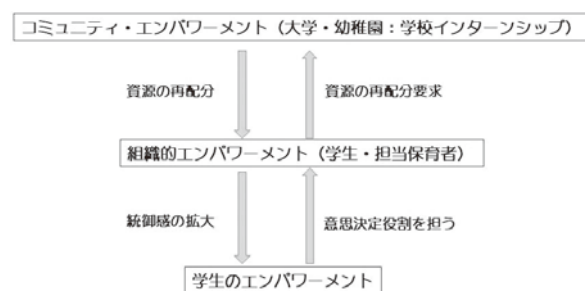 コミュニティ・エンパワーメント（大学・幼稚園：学校インターンシップ）
資源の再配分
資源の再配分要求
組織的エンパワーメント（学生・担当保育者）
統御感の拡大
意思決定役割を担う
学生のエンパワーメント